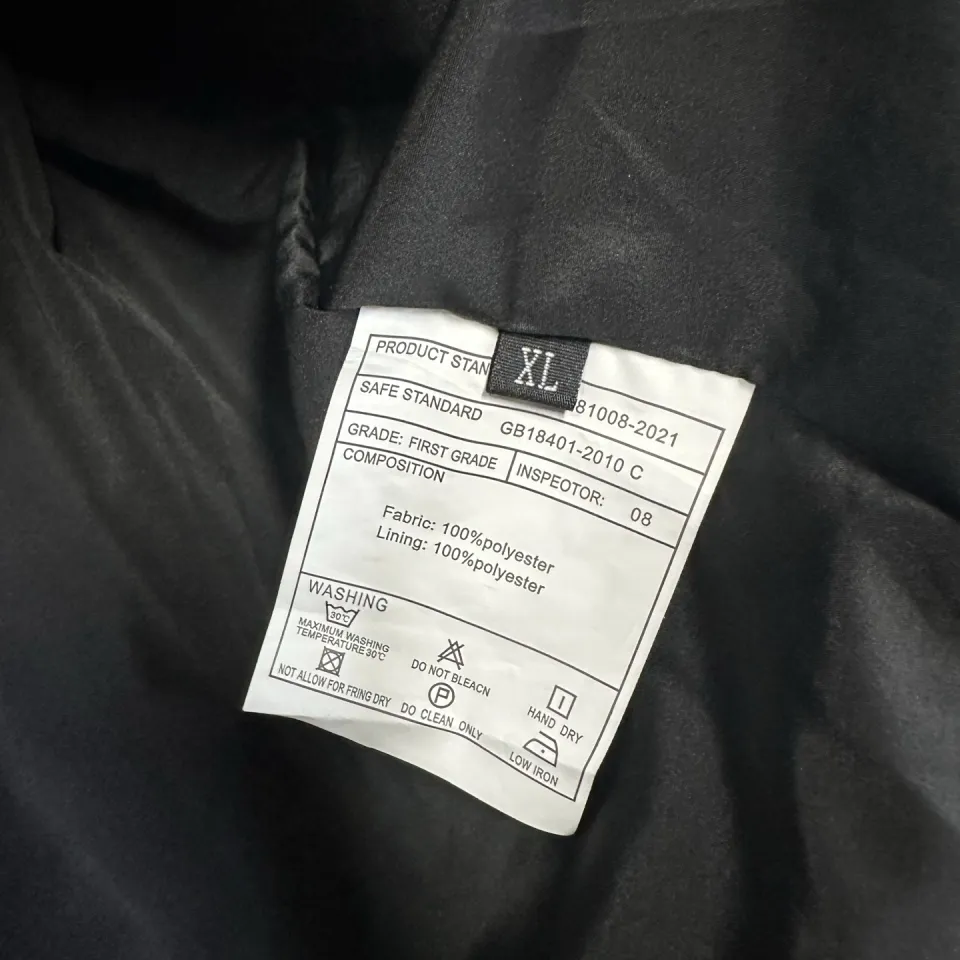 XL
PRODUCT STAN 81008-2021
SAFE STANDARD GB18401-2010 C
GRADE: FIRST GRADE INSPEOTOR: 08
COMPOSITION
Fabric: 100%polyester
Lining: 100%polyester
WASHING
30℃
MAXIMUM WASHING
TEMPERATURE 30℃
DO NOT BLEACN
HAND DRY
NOT ALLOW FOR FRING DRY
P
DO CLEAN ONLY
LOW IRON